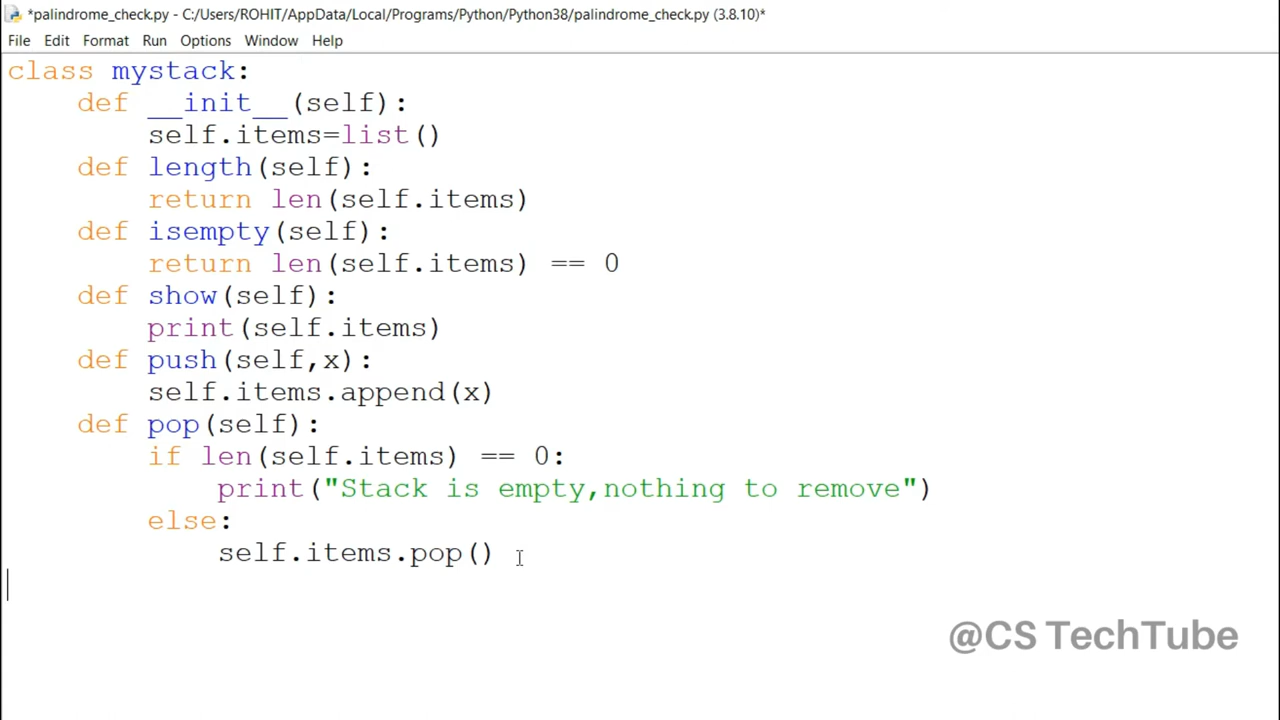 *palindrome_check.py - C:/Users/ROHIT/AppData/Local/Programs/Python/Python38/palindrome_check.py (3.8.10)*
File Edit Format Run Options Window Help
class mystack:
    def __init__(self):
        self.items=list()
    def length(self):
        return len(self.items)
    def isempty(self):
        return len(self.items) == 0
    def show(self):
        print(self.items)
    def push(self,x):
        self.items.append(x)
    def pop(self):
        if len(self.items) == 0:
            print("Stack is empty,nothing to remove")
        else:
            self.items.pop()
@CS TechTube